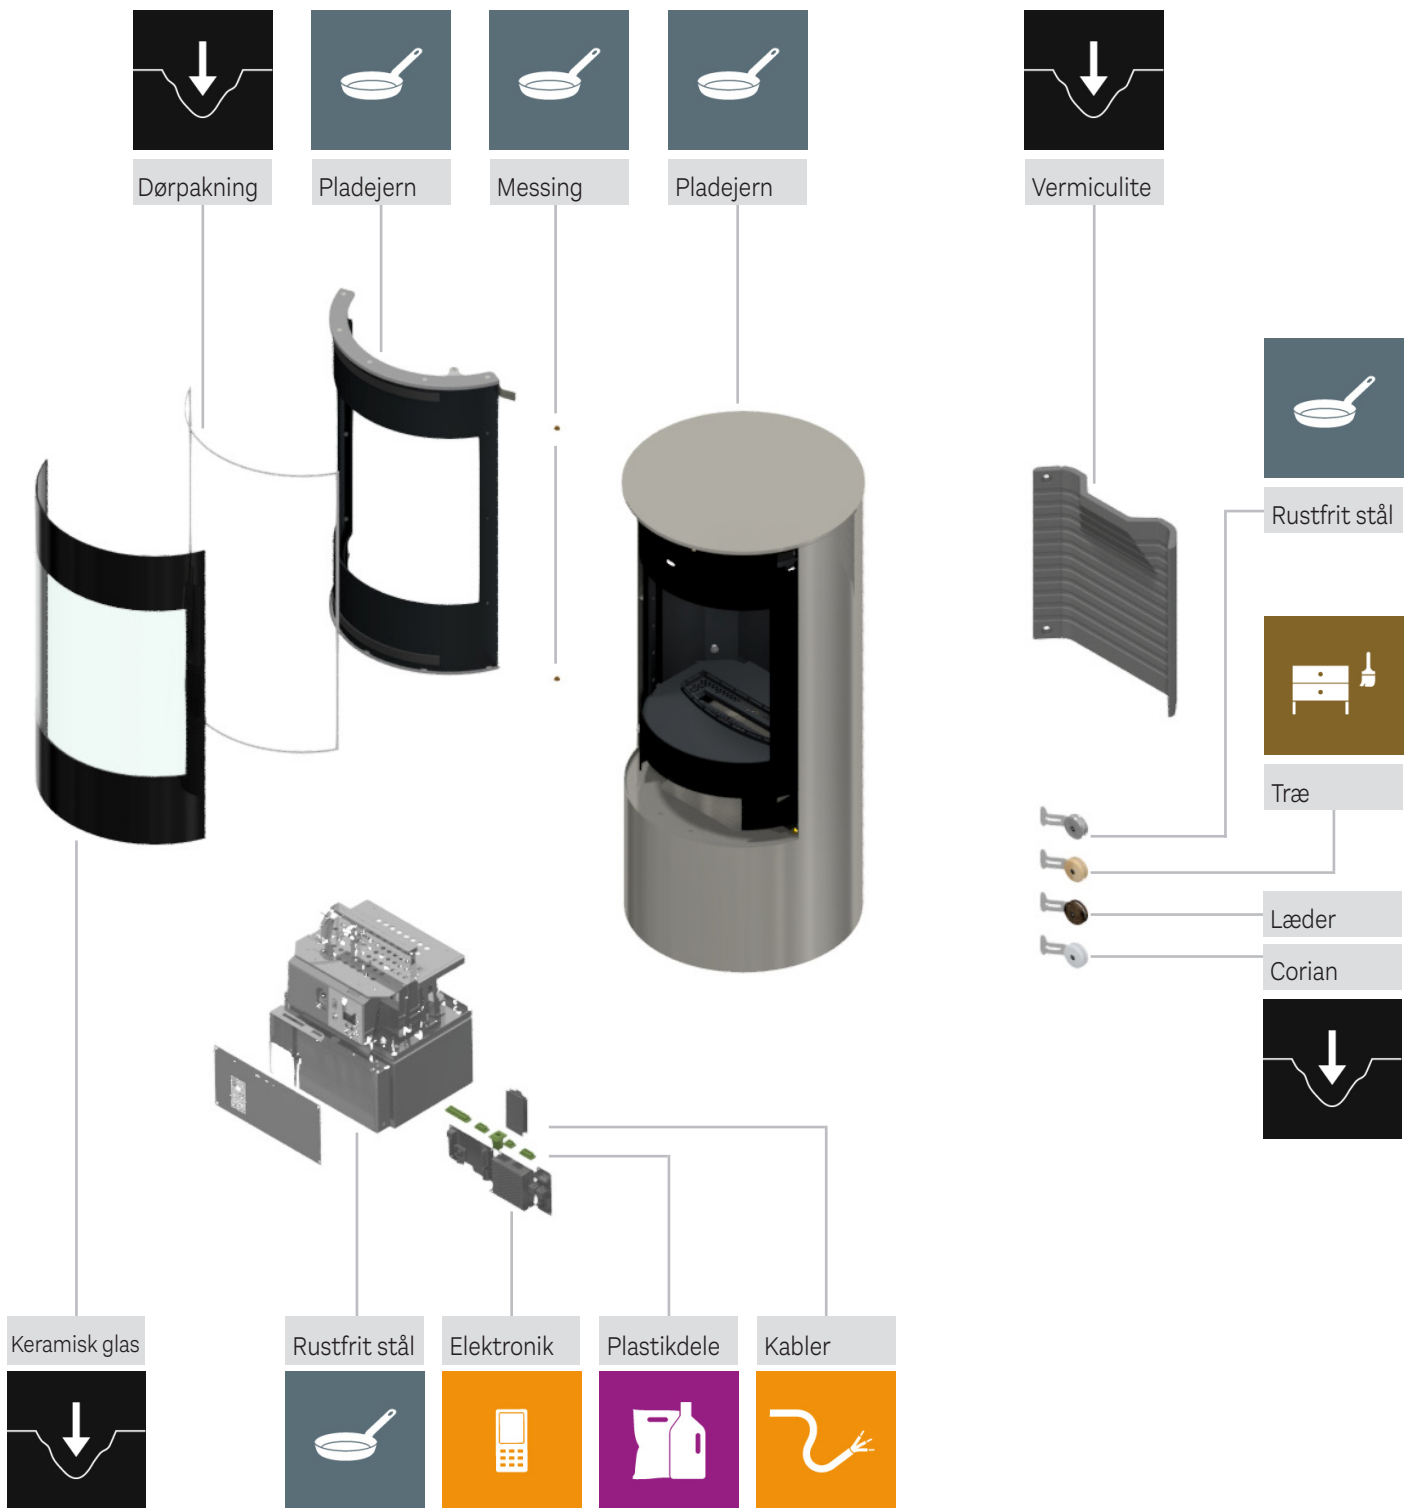 Dørpakning
Pladejern
Messing
Pladejern
Vermiculite
Rustfrit stål
Træ
Læder
Corian
Keramisk glas
Rustfrit stål
Elektronik
Plastikdele
Kabler